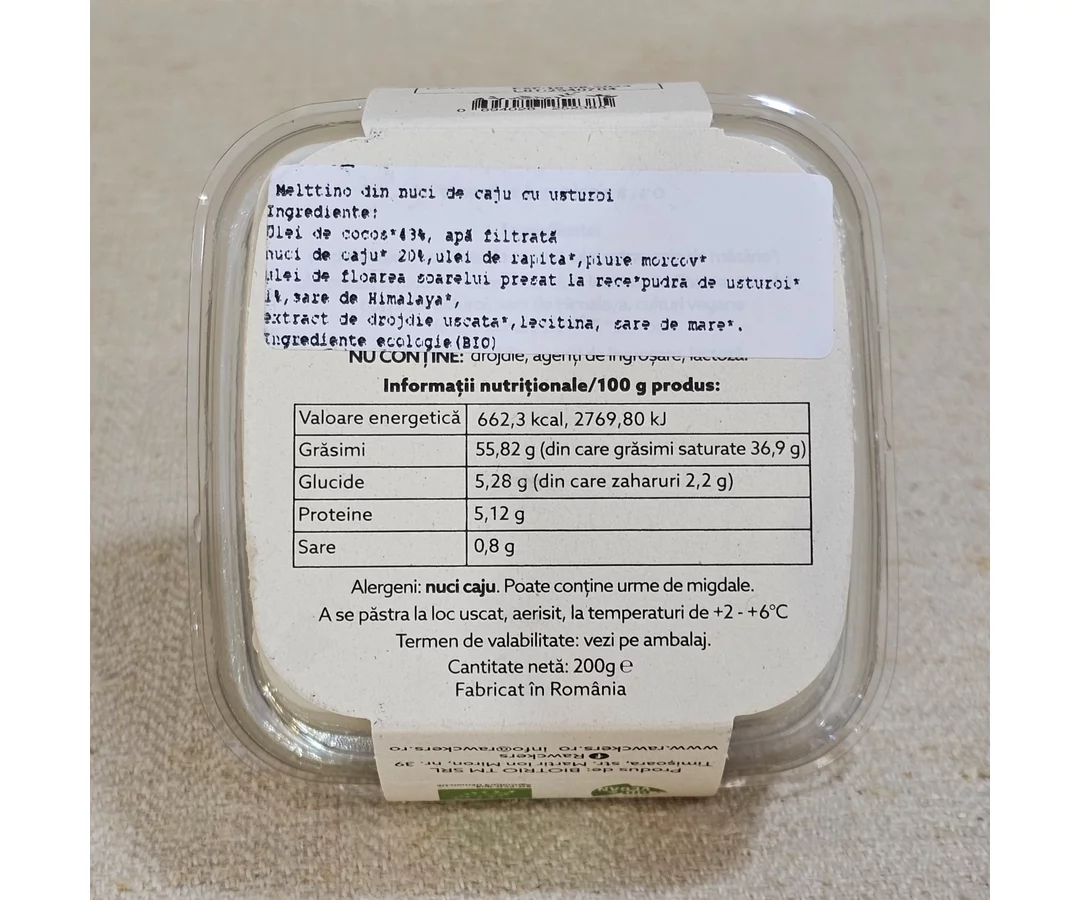 Melttino din nuci de caju cu usturoi
Ingrediente:
Ulei de cocos*43%, apă filtrată
nuci de caju* 20%,ulei de rapita*,piure morcov*
ulei de floarea soarelui presat la rece*pudra de usturoi*
1%,sare de Himalaya*,
extract de drojdie uscata*,lecitina, sare de mare*.
Ingrediente ecologie(BIO)
NU CONȚINE: drojdie, agenți de îngroșare, lactoză.
Informații nutriționale/100 g produs:
Valoare energetică 662,3 kcal, 2769,80 kJ
Grăsimi 55,82 g (din care grăsimi saturate 36,9 g)
Glucide 5,28 g (din care zaharuri 2,2 g)
Proteine 5,12 g
Sare 0,8 g
Alergeni: nuci caju. Poate conține urme de migdale.
A se păstra la loc uscat, aerisit, la temperaturi de +2 - +6°C
Termen de valabilitate: vezi pe ambalaj.
Cantitate netă: 200g e
Fabricat în România
Produs de: BIOTRIO TM SRL
Timișoara, str. Martir Ion Miron, nr. 39
Rawckers
www.rawckers.ro info@rawckers.ro